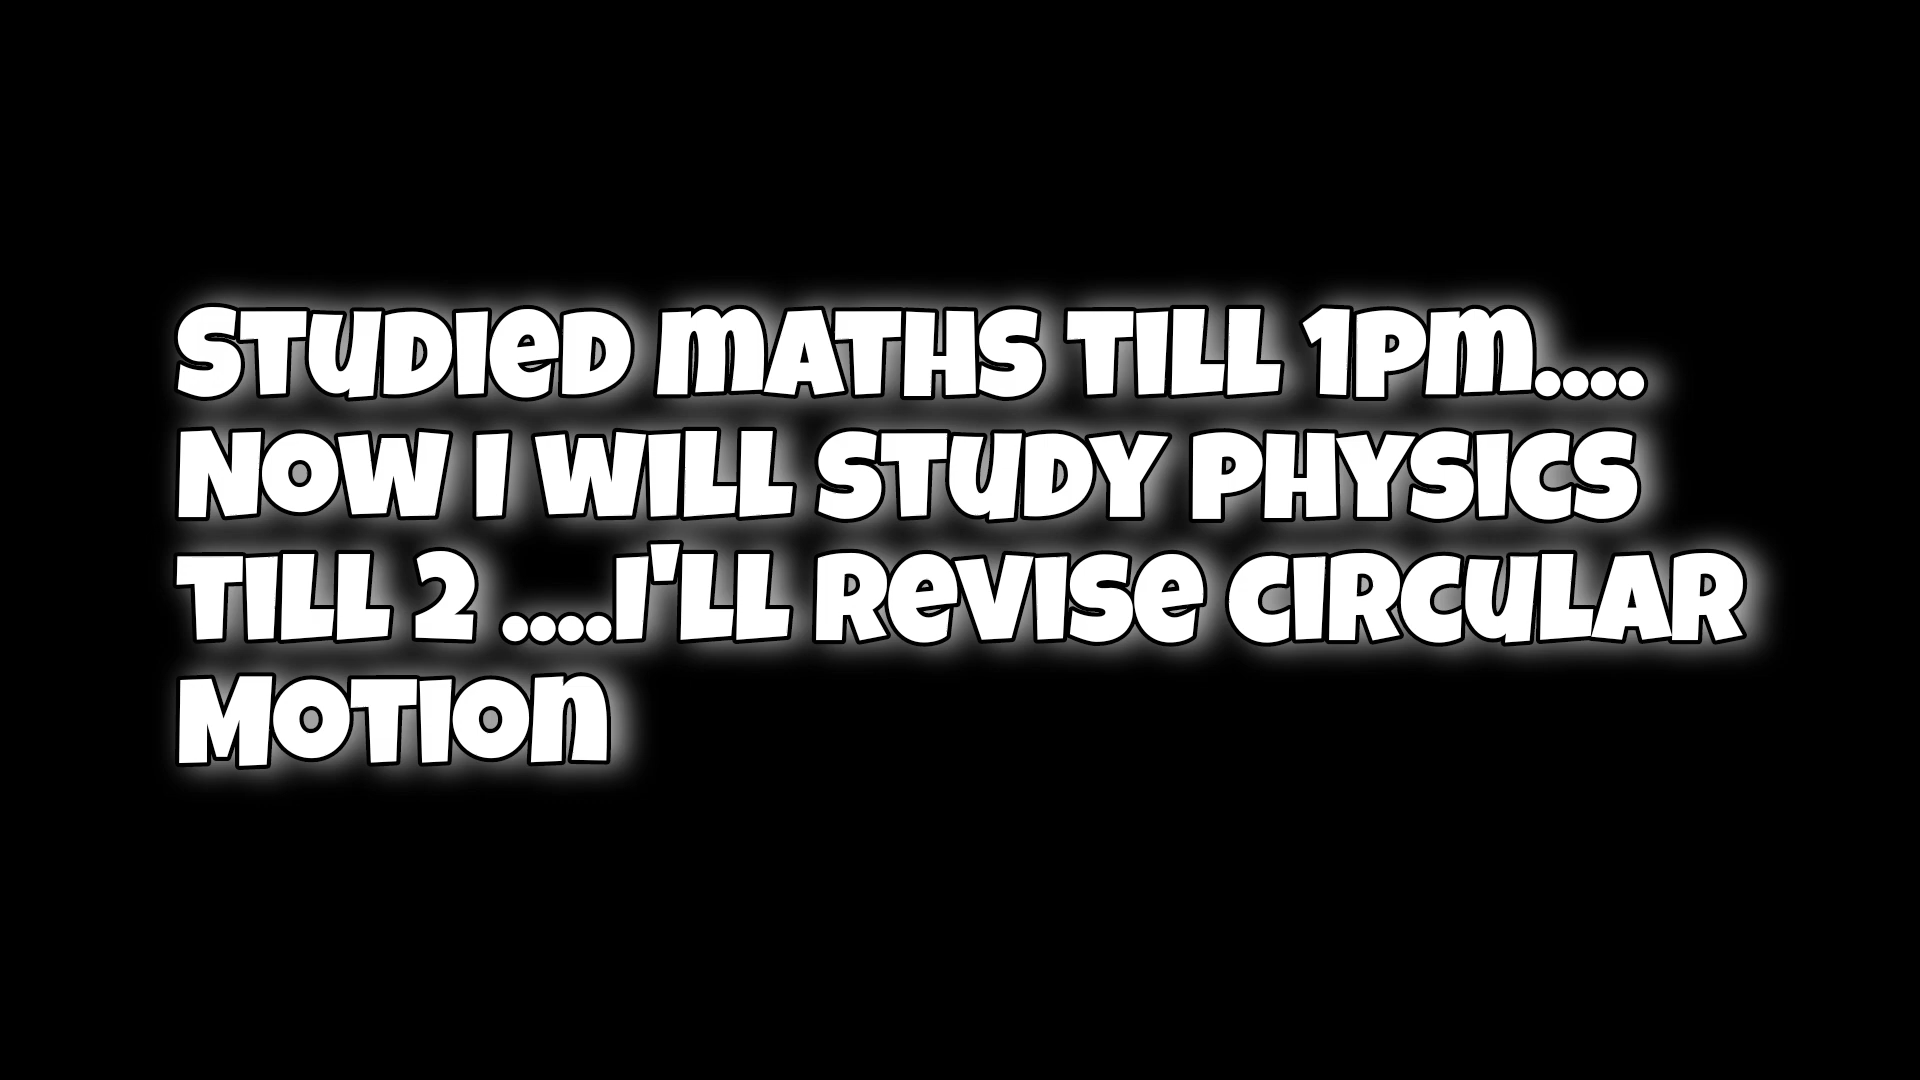 Studied maths till 1pm....
Now I will study physics
till 2 ....I'll revise circular
motion